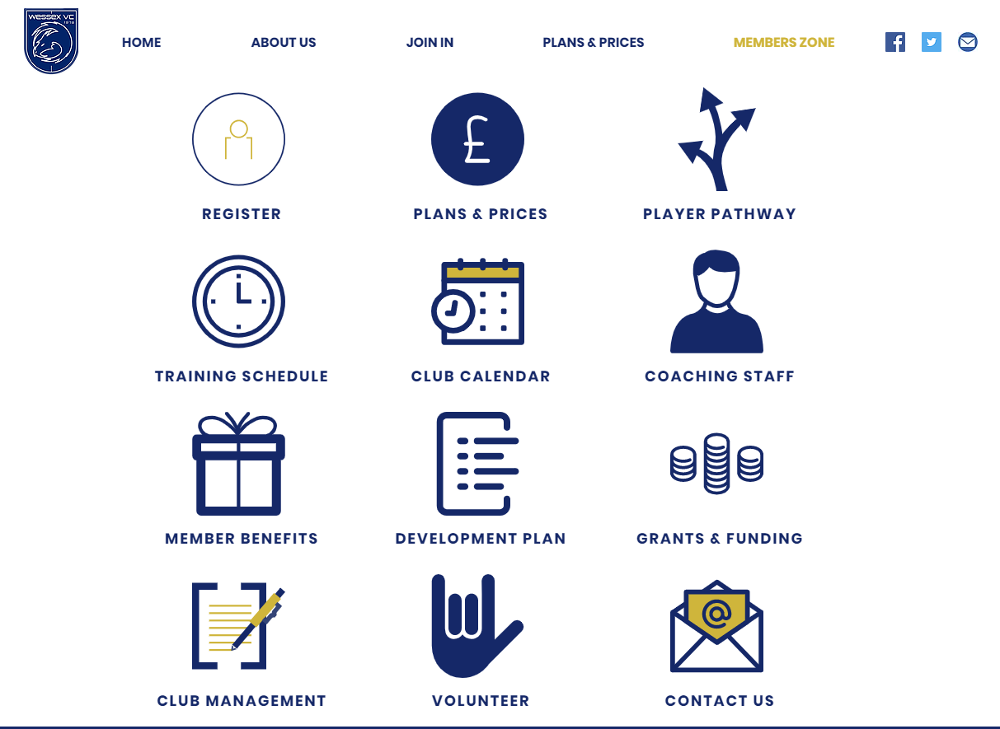 WESSEX VC
1976
HOME
ABOUT US
JOIN IN
PLANS & PRICES
MEMBERS ZONE
£
REGISTER
PLANS & PRICES
PLAYER PATHWAY
TRAINING SCHEDULE
CLUB CALENDAR
COACHING STAFF
MEMBER BENEFITS
DEVELOPMENT PLAN
GRANTS & FUNDING
@
CLUB MANAGEMENT
VOLUNTEER
CONTACT US